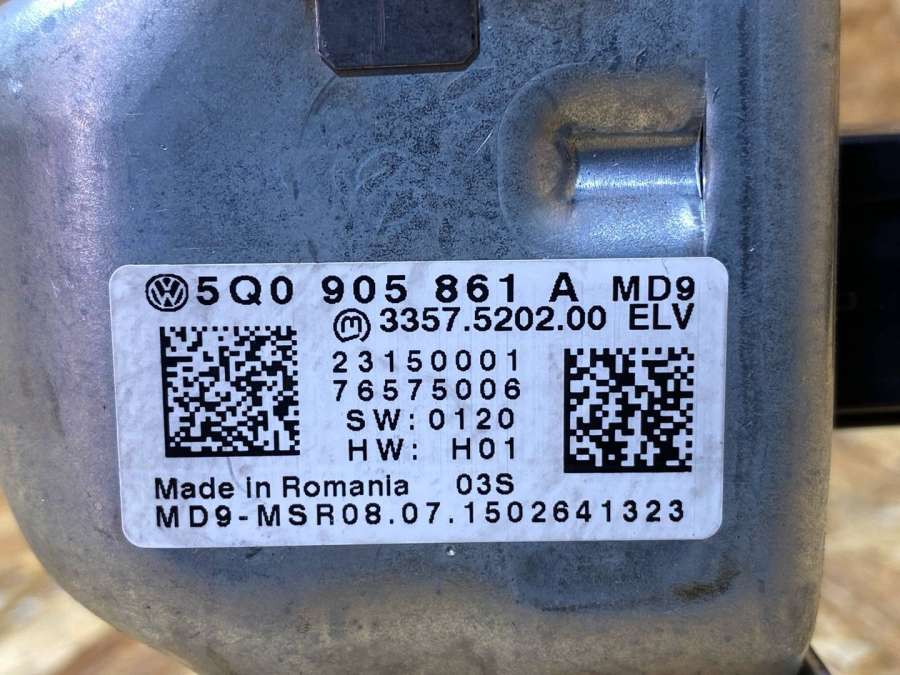 5Q0 905 861 A MD9
3357.5202.00 ELV
23150001
76575006
SW:0120
HW: H01
Made in Romania 03S
MD9-MSR08.07.1502641323